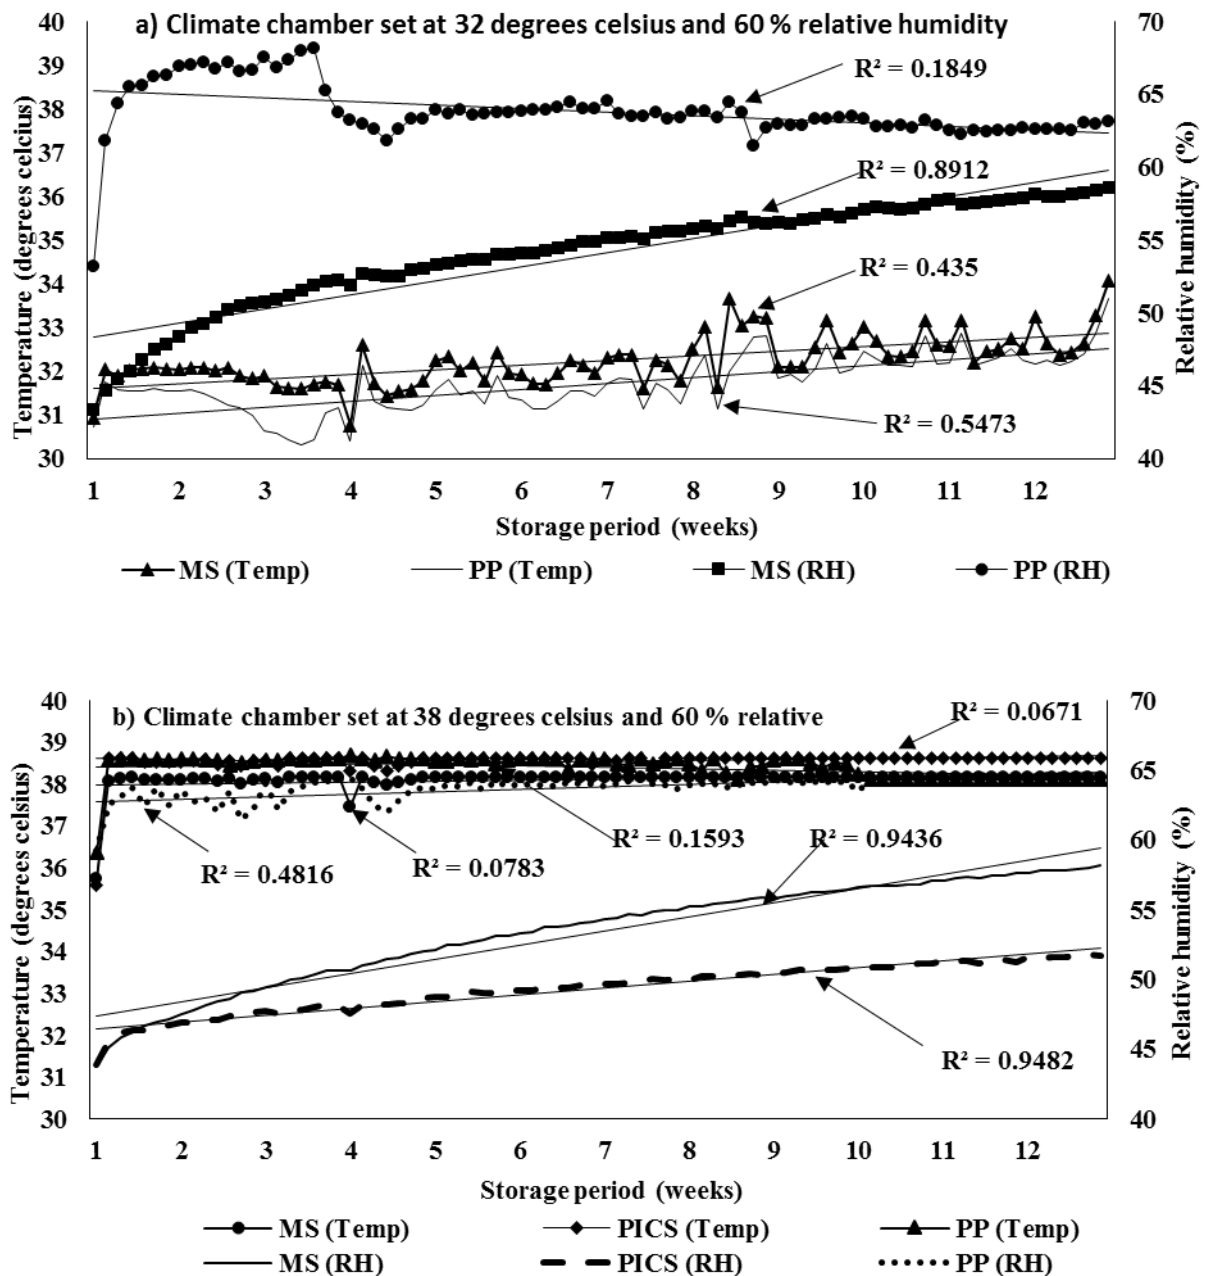 a) Climate chamber set at 32 degrees celsius and 60 % relative humidity
Temperature (degrees celcius)
40
39
38
37
36
35
34
33
32
31
30
Relative humidity (%)
70
65
60
55
50
45
40
R² = 0.1849
R² = 0.8912
R² = 0.435
R² = 0.5473
1 2 3 4 5 6 7 8 9 10 11 12
Storage period (weeks)
MS (Temp) PP (Temp) MS (RH) PP (RH)
b) Climate chamber set at 38 degrees celsius and 60 % relative
Temperature (degrees celsius)
40
39
38
37
36
35
34
33
32
31
30
Relative humidity (%)
70
65
60
55
50
45
40
R² = 0.0671
R² = 0.1593
R² = 0.9436
R² = 0.4816
R² = 0.0783
R² = 0.9482
1 2 3 4 5 6 7 8 9 10 11 12
Storage period (weeks)
MS (Temp) PICS (Temp) PP (Temp)
MS (RH) PICS (RH) PP (RH)